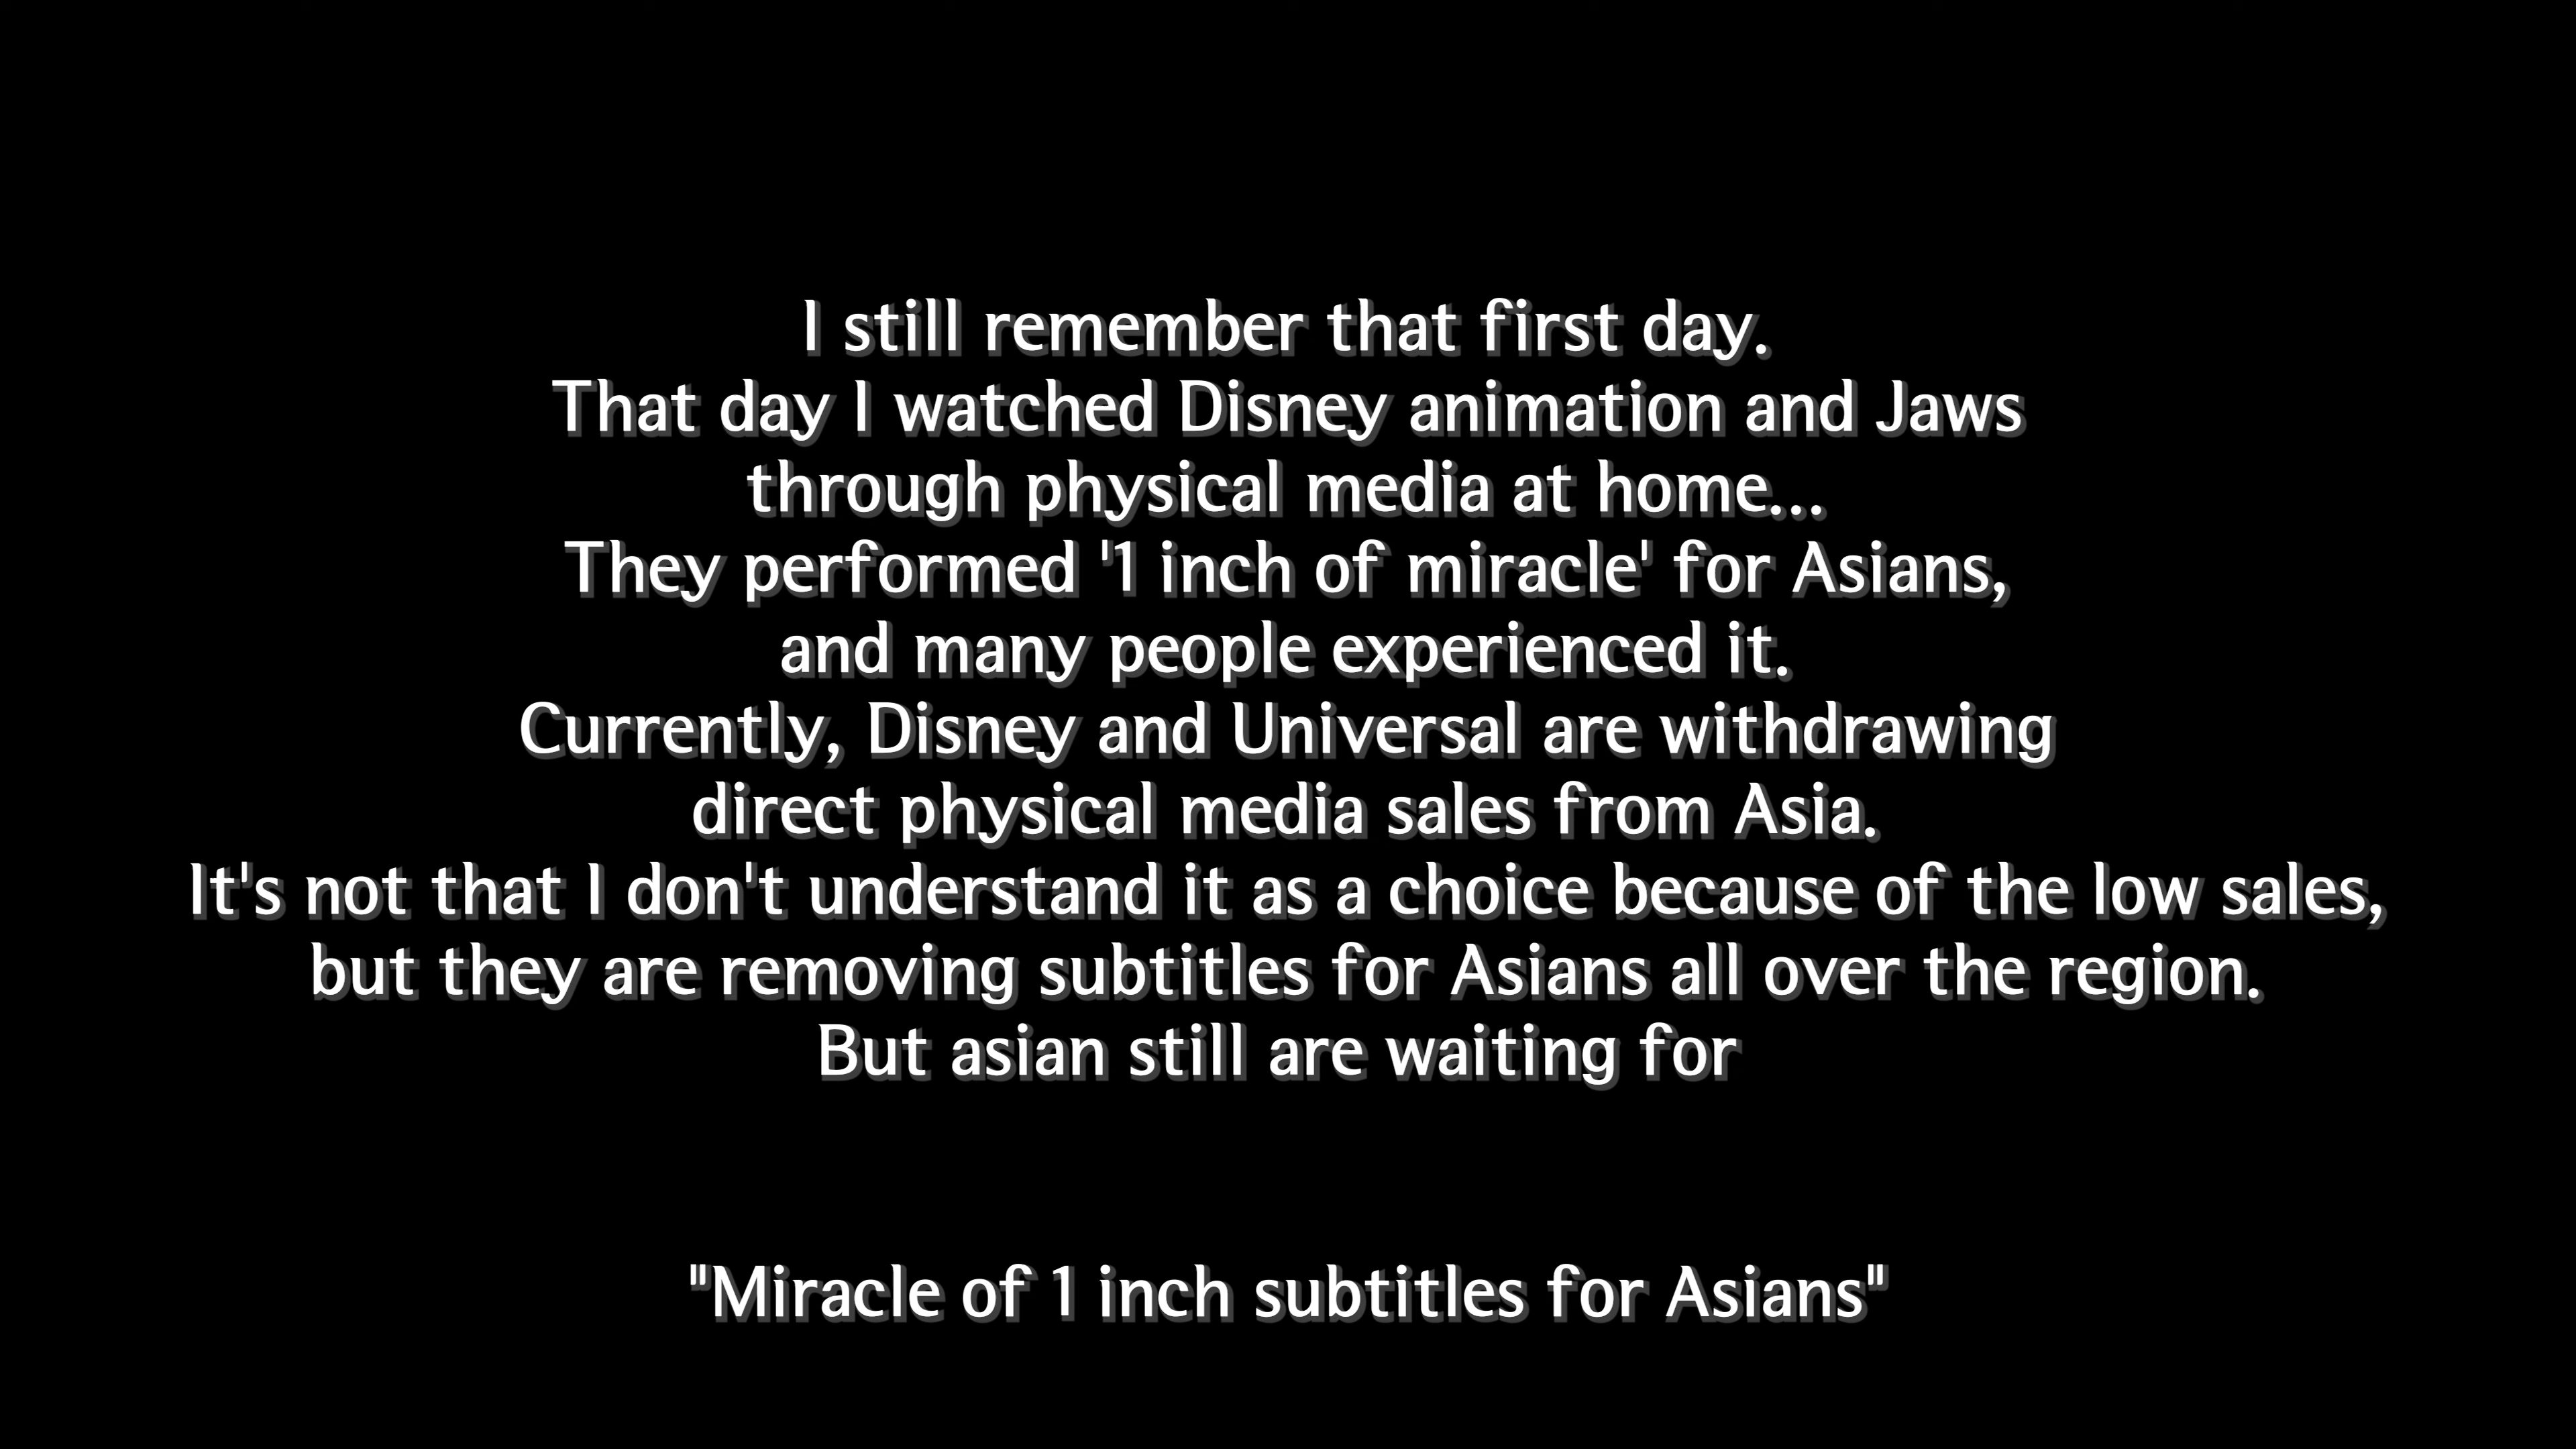 I still remember that first day.
That day I watched Disney animation and Jaws
through physical media at home...
They performed '1 inch of miracle' for Asians,
and many people experienced it.
Currently, Disney and Universal are withdrawing
direct physical media sales from Asia.
It's not that I don't understand it as a choice because of the low sales,
but they are removing subtitles for Asians all over the region.
But asian still are waiting for
"Miracle of 1 inch subtitles for Asians"